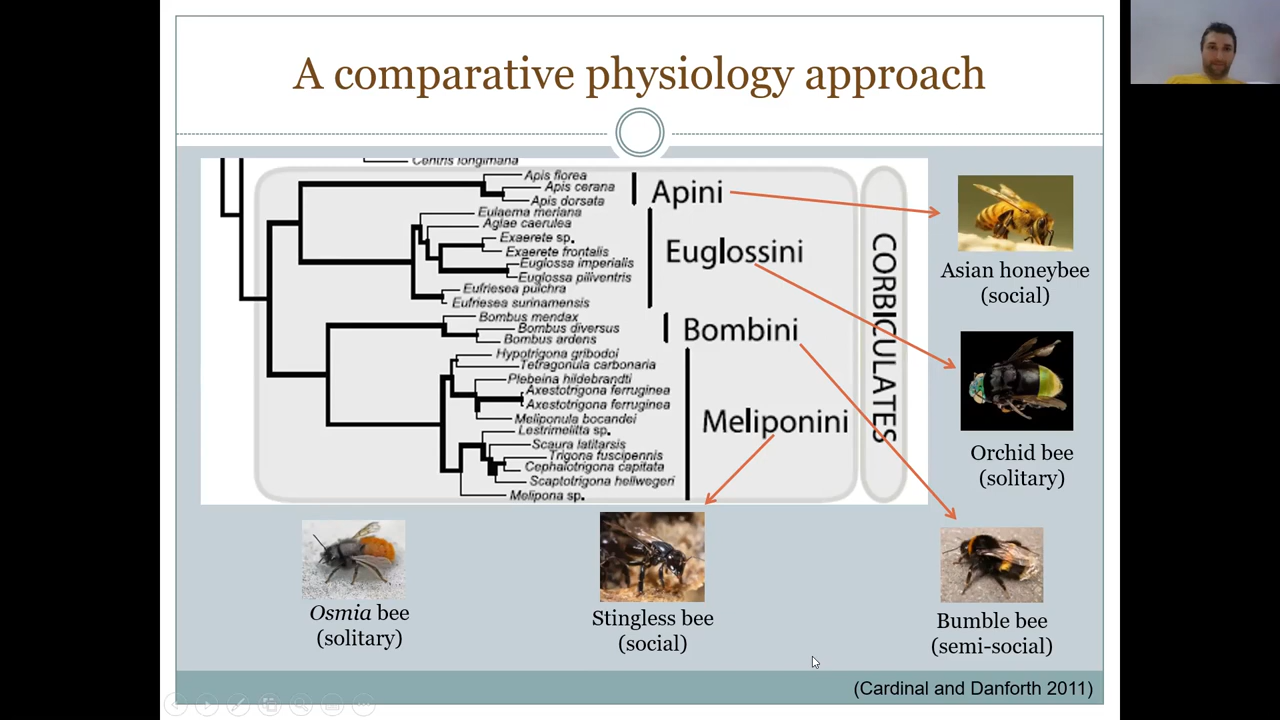 A comparative physiology approach
Centris longimana
Apis florea
Apis cerana
Apis dorsata
Apini
Eulaema meriana
Aglae caerulea
Exaerete sp.
Exaerete frontalis
Euglossa imperialis
Euglossa piliventris
Eufriesea pulchra
Eufriesea surinamensis
Euglossini
Bombus mendax
Bombus diversus
Bombus ardens
Bombini
Hypotrigona gribodoi
Tetragonula carbonaria
Plebeina hildebrandti
Axestotrigona ferruginea
Axestotrigona ferruginea
Meliponula bocandei
Lestrimelitta sp.
Scaura latitarsis
Trigona fuscipennis
Cephalotrigona capitata
Scaptotrigona hellwegeri
Melipona sp.
Meliponini
CORBICULATES
Asian honeybee
(social)
Orchid bee
(solitary)
Osmia bee
(solitary)
Stingless bee
(social)
Bumble bee
(semi-social)
(Cardinal and Danforth 2011)